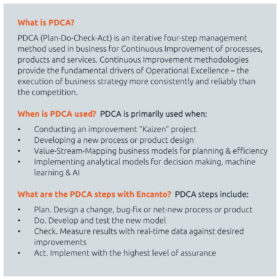 What is PDCA?
PDCA (Plan-Do-Check-Act) is an iterative four-step management
method used in business for Continuous Improvement of processes,
products and services. Continuous Improvement methodologies
provide the fundamental drivers of Operational Excellence – the
execution of business strategy more consistently and reliably than
the competition.
When is PDCA used? PDCA is primarily used when:
• Conducting an improvement "Kaizen" project
• Developing a new process or product design
• Value-Stream-Mapping business models for planning & efficiency
• Implementing analytical models for decision making, machine
learning & AI
What are the PDCA steps with Encanto? PDCA steps include:
• Plan. Design a change, bug-fix or net-new process or product
• Do. Develop and test the new model
• Check. Measure results with real-time data against desired
improvements
• Act. Implement with the highest level of assurance